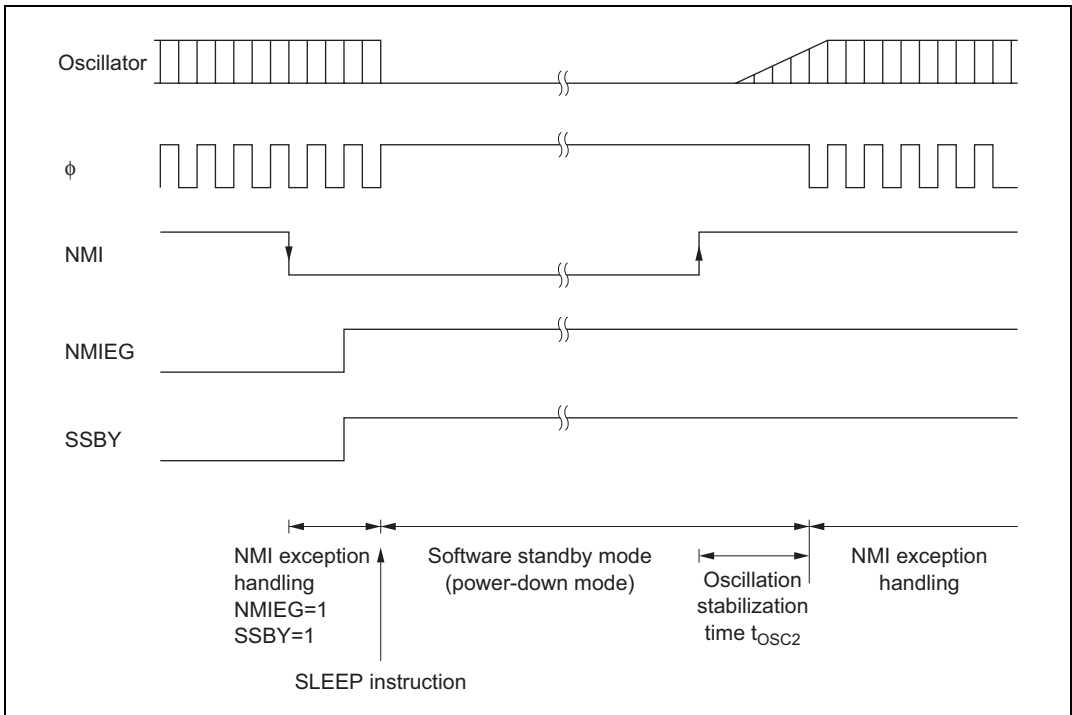 Oscillator
φ
NMI
NMIEG
SSBY
NMI exception
handling
NMIEG=1
SSBY=1
Software standby mode
(power-down mode)
Oscillation
stabilization
time tOSC2
NMI exception
handling
SLEEP instruction